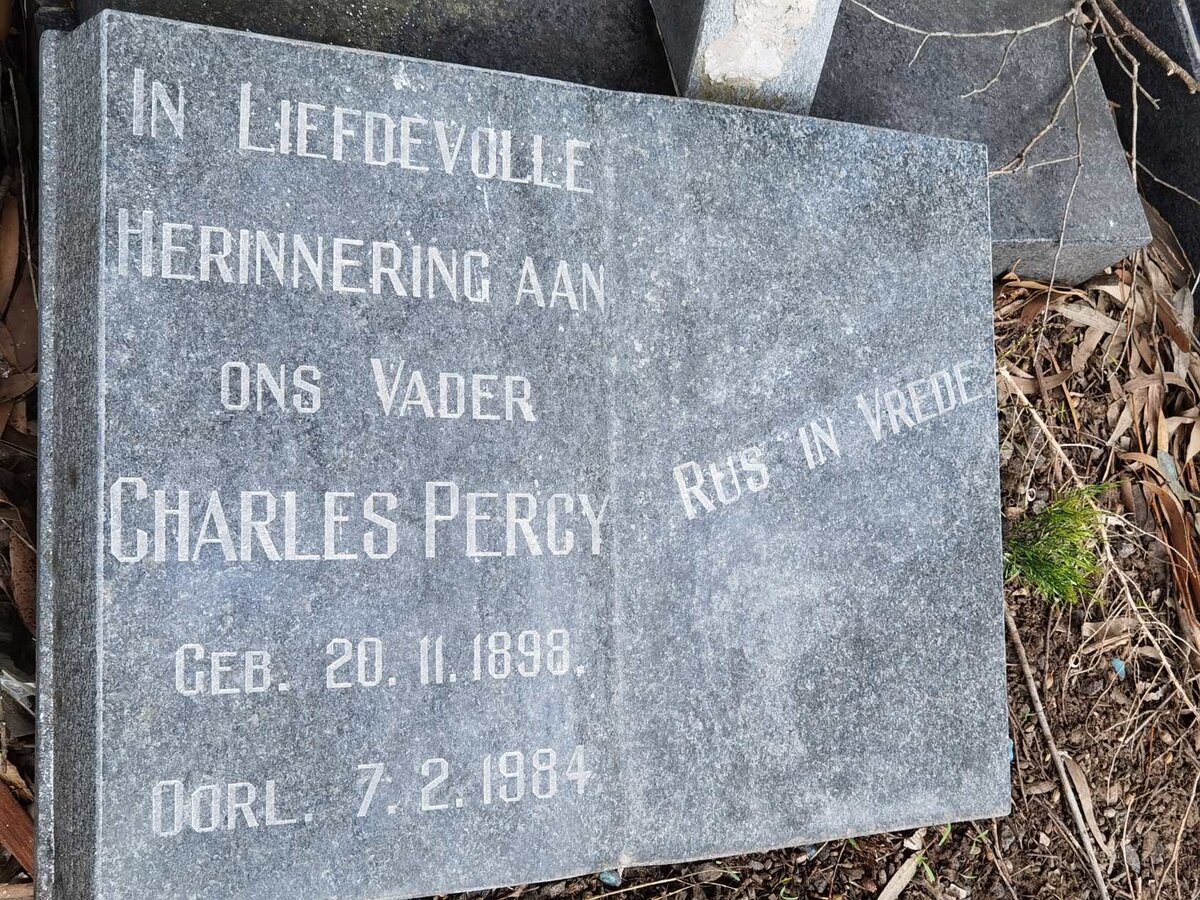 In Liefdevolle
Herinnering aan
ons Vader
Charles Percy
Geb. 20.11.1898.
Oorl. 7.2.1984.
Rus in Vrede